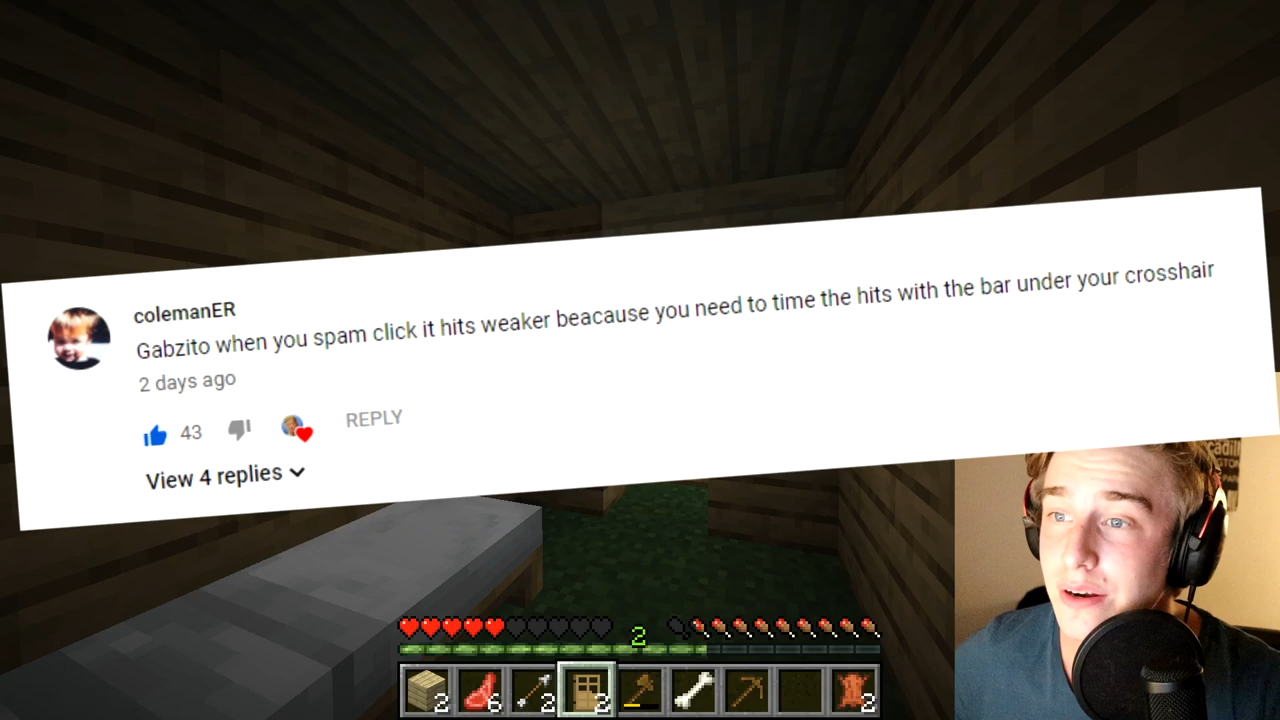 colemanER
Gabzito when you spam click it hits weaker beacause you need to time the hits with the bar under your crosshair
2 days ago
43
REPLY
View 4 replies
2
2
6
2
2
2